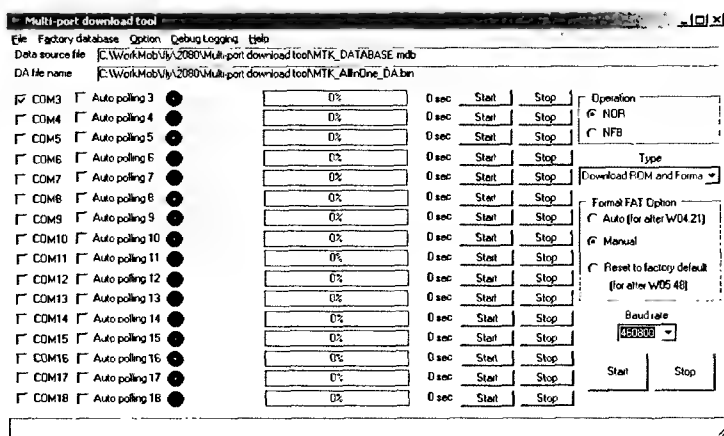 Multi-port download tool
File Factory database Option Debug Logging Help
Data source file C:\WorkMob\Fly\2080\Multi-port download tool\MTK_DATABASE.mdb
DA file name C:\WorkMob\Fly\2080\Multi-port download tool\MTK_AllInOne_DA.bin
COM3 Auto polling 3 0% 0 sec Start Stop
COM4 Auto polling 4 0% 0 sec Start Stop
COM5 Auto polling 5 0% 0 sec Start Stop
COM6 Auto polling 6 0% 0 sec Start Stop
COM7 Auto polling 7 0% 0 sec Start Stop
COM8 Auto polling 8 0% 0 sec Start Stop
COM9 Auto polling 9 0% 0 sec Start Stop
COM10 Auto polling 10 0% 0 sec Start Stop
COM11 Auto polling 11 0% 0 sec Start Stop
COM12 Auto polling 12 0% 0 sec Start Stop
COM13 Auto polling 13 0% 0 sec Start Stop
COM14 Auto polling 14 0% 0 sec Start Stop
COM15 Auto polling 15 0% 0 sec Start Stop
COM16 Auto polling 16 0% 0 sec Start Stop
COM17 Auto polling 17 0% 0 sec Start Stop
COM18 Auto polling 18 0% 0 sec Start Stop
Operation
NOR
NFB
Type
Download ROM and Forma
Format FAT Option
Auto (for after W04.21)
Manual
Reset to factory default
(for after W05.48)
Baud rate
460800
Start Stop